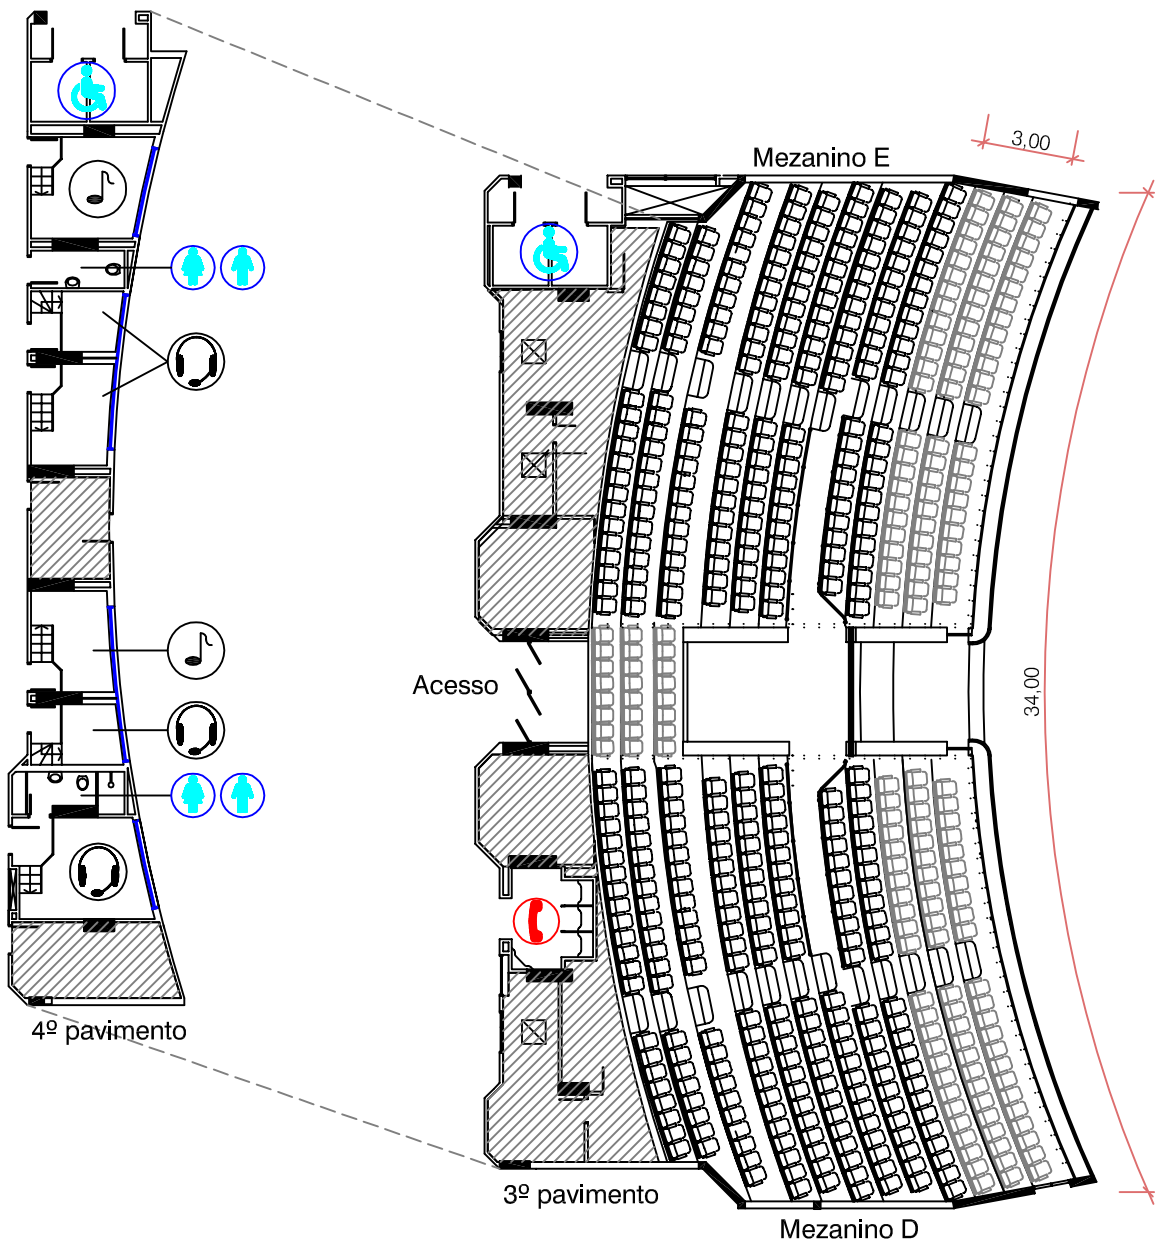 Mezanino E
3,00
34,00
Acesso
4º pavimento
3º pavimento
Mezanino D